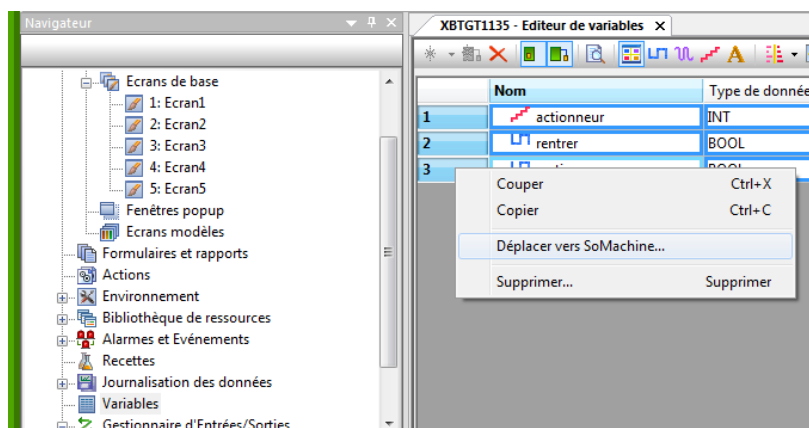 Navigateur
Ecrans de base
1: Ecran1
2: Ecran2
3: Ecran3
4: Ecran4
5: Ecran5
Fenêtres popup
Ecrans modèles
Formulaires et rapports
Actions
Environnement
Bibliothèque de ressources
Alarmes et Evénements
Recettes
Journalisation des données
Variables
Gestionnaire d'Entrées/Sorties
XBTGT1135 - Editeur de variables X
A
Nom Type de donnée
1 actionneur INT
2 rentrer BOOL
3 BOOL
Couper Ctrl+X
Copier Ctrl+C
Déplacer vers SoMachine...
Supprimer... Supprimer